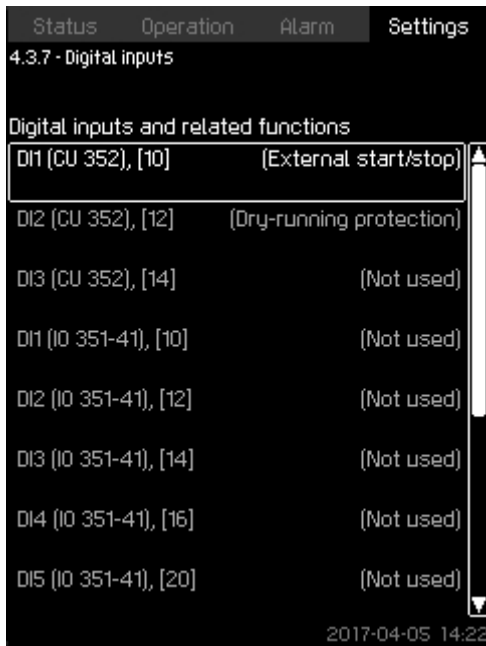 Status Operation Alarm Settings
4.3.7 - Digital inputs
Digital inputs and related functions
DI1 (CU 352), [10] (External start/stop)
DI2 (CU 352), [12] (Dry-running protection)
DI3 (CU 352), [14] (Not used)
DI1 (IO 351-41), [10] (Not used)
DI2 (IO 351-41), [12] (Not used)
DI3 (IO 351-41), [14] (Not used)
DI4 (IO 351-41), [16] (Not used)
DI5 (IO 351-41), [20] (Not used)
2017-04-05 14:22